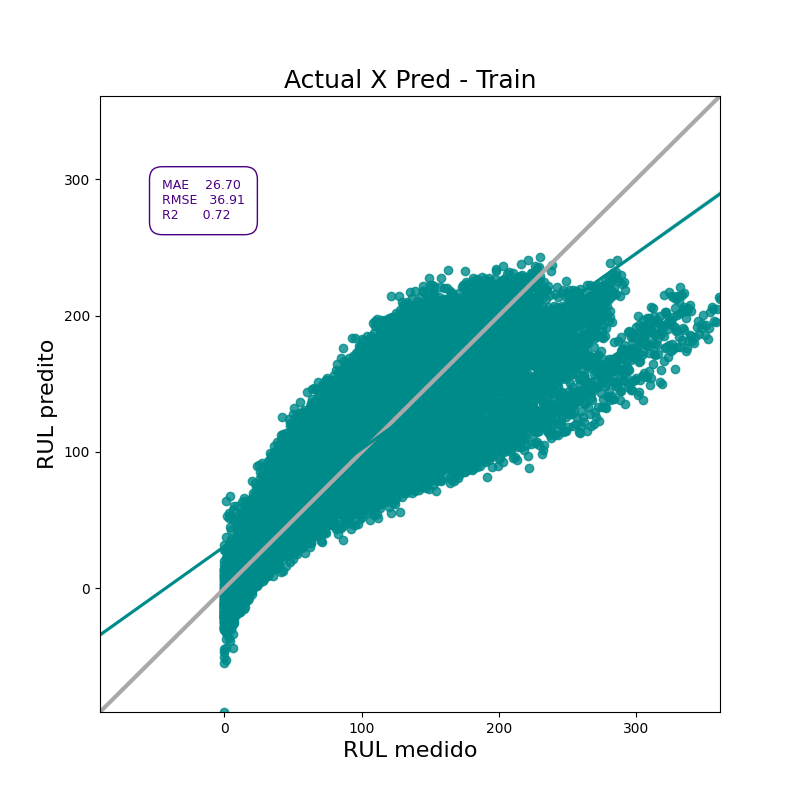 Actual X Pred - Train
MAE 26.70
RMSE 36.91
R2 0.72
300
200
100
0
RUL predito
0 100 200 300
RUL medido